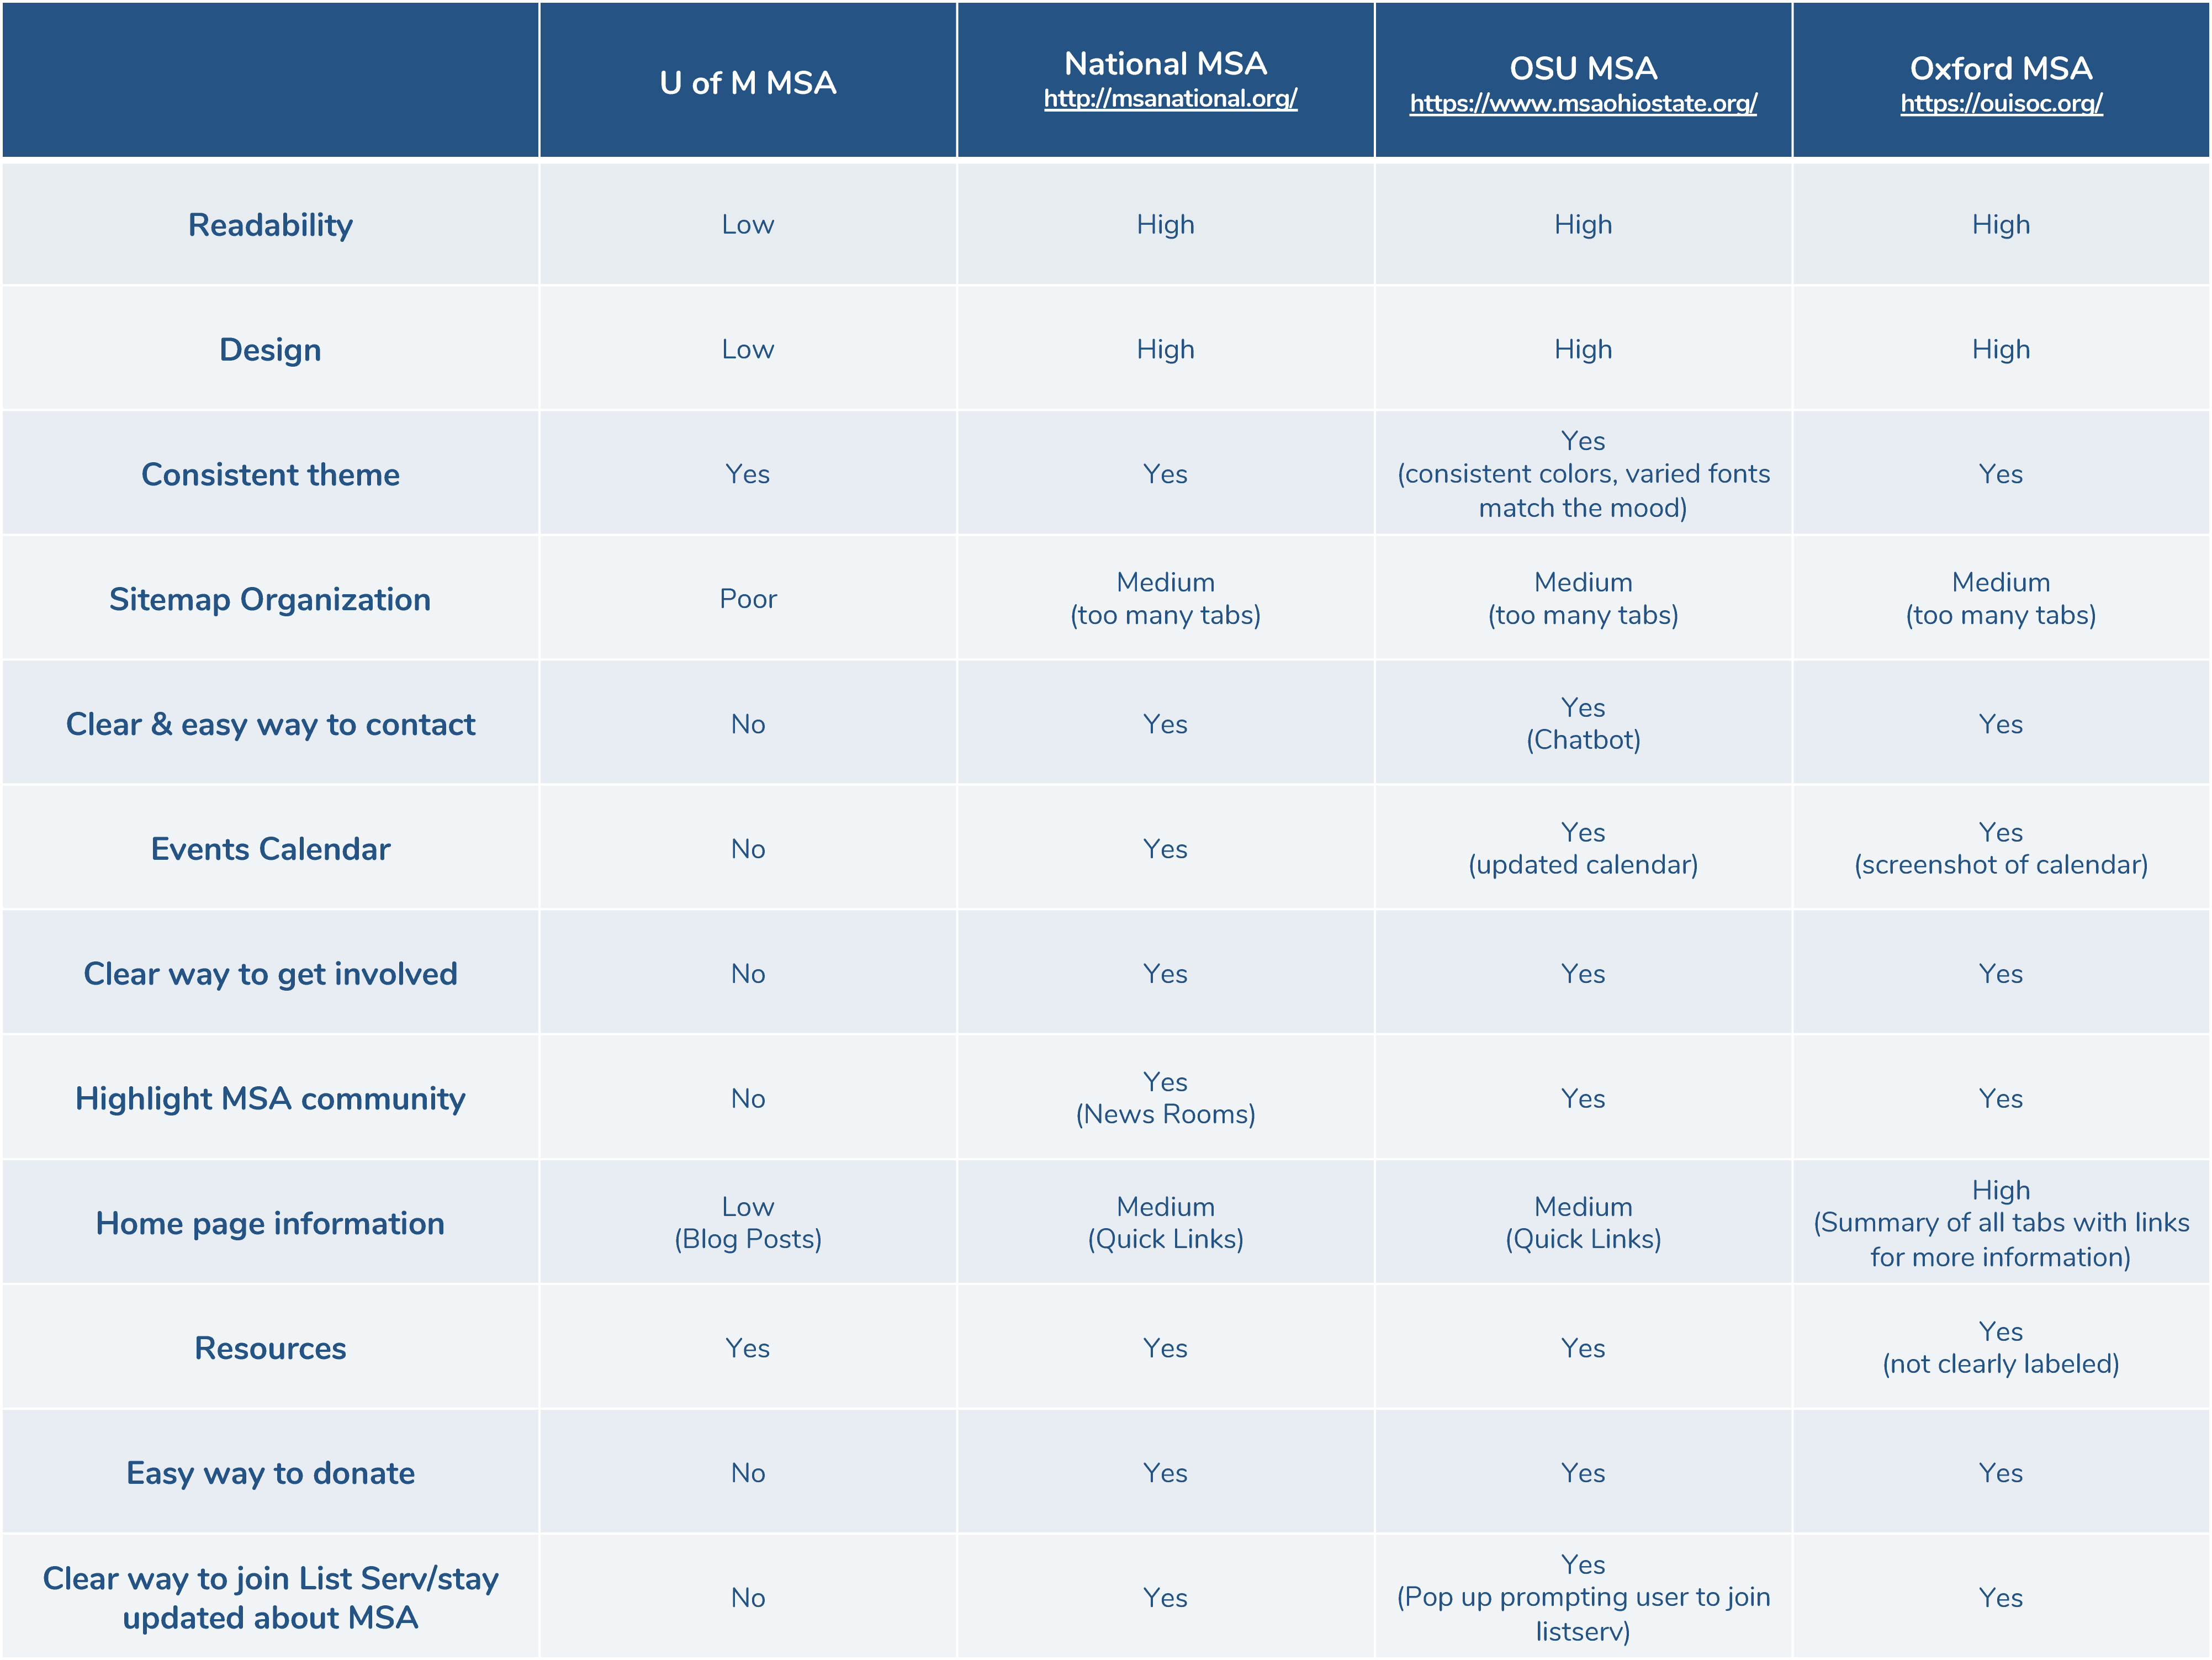 U of M MSA
National MSA
http://msanational.org/
OSU MSA
https://www.msaohiostate.org/
Oxford MSA
https://ouisoc.org/
Readability
Low
High
High
High
Design
Low
High
High
High
Consistent theme
Yes
Yes
Yes
(consistent colors, varied fonts
match the mood)
Yes
Sitemap Organization
Poor
Medium
(too many tabs)
Medium
(too many tabs)
Medium
(too many tabs)
Clear & easy way to contact
No
Yes
Yes
(Chatbot)
Yes
Events Calendar
No
Yes
Yes
(updated calendar)
Yes
(screenshot of calendar)
Clear way to get involved
No
Yes
Yes
Yes
Highlight MSA community
No
Yes
(News Rooms)
Yes
Yes
Home page information
Low
(Blog Posts)
Medium
(Quick Links)
Medium
(Quick Links)
High
(Summary of all tabs with links
for more information)
Resources
Yes
Yes
Yes
Yes
(not clearly labeled)
Easy way to donate
No
Yes
Yes
Yes
Clear way to join List Serv/stay
updated about MSA
No
Yes
Yes
(Pop up prompting user to join
listserv)
Yes